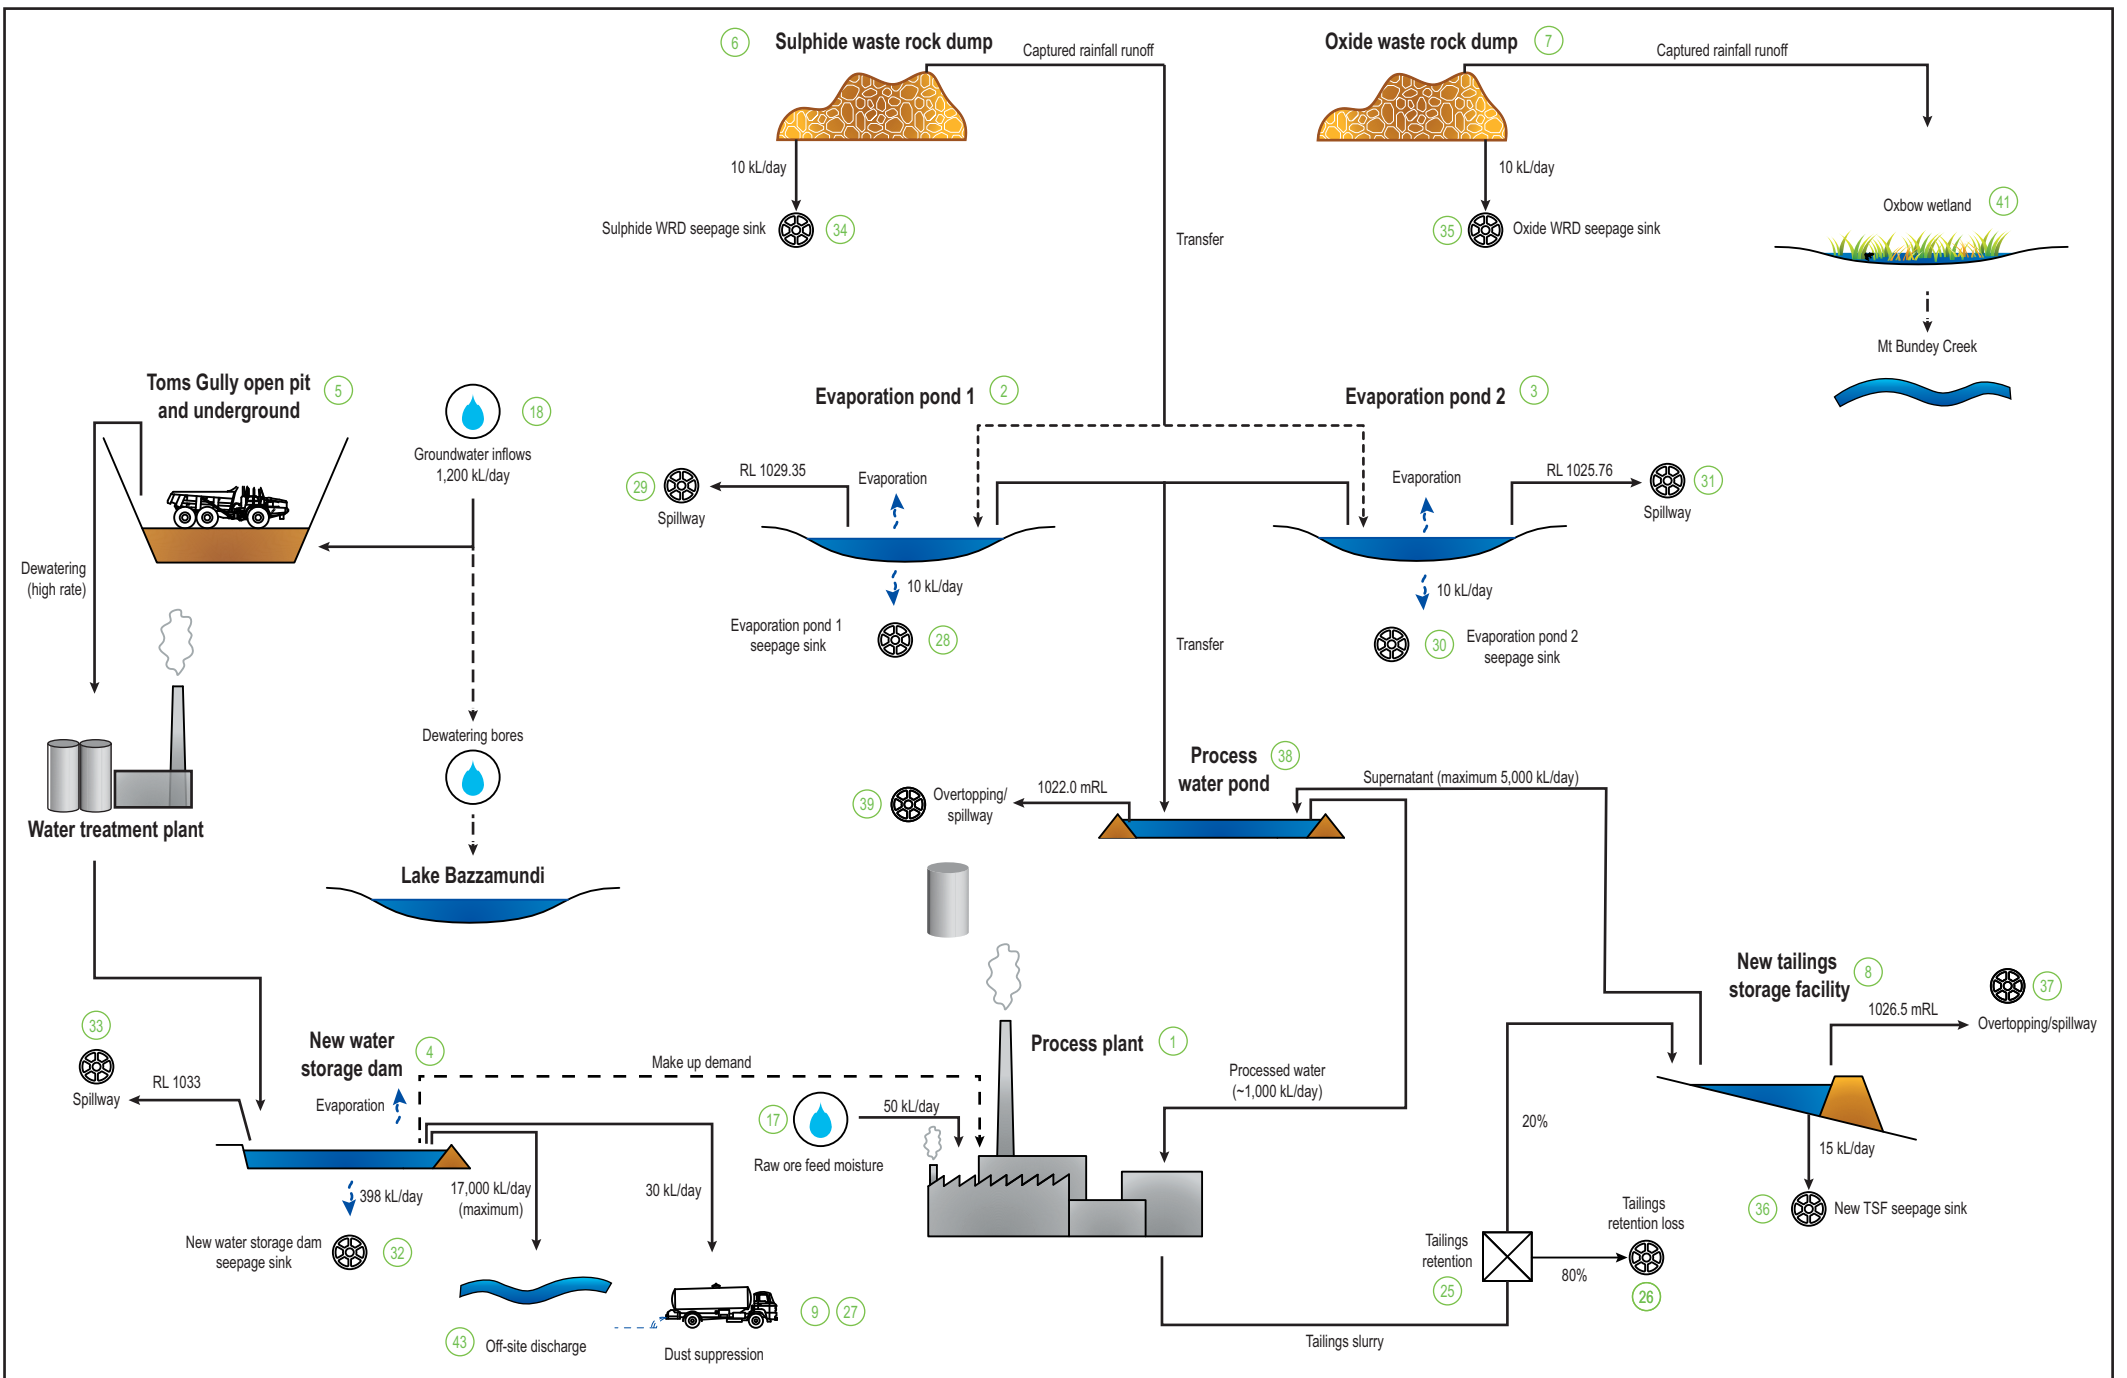 6
Sulphide waste rock dump
Captured rainfall runoff
Oxide waste rock dump
7
Captured rainfall runoff
10 kL/day
Sulphide WRD seepage sink
34
Transfer
10 kL/day
35
Oxide WRD seepage sink
Oxbow wetland
41
Mt Bundey Creek
Toms Gully open pit
and underground
5
18
Groundwater inflows
1,200 kL/day
Dewatering
(high rate)
Dewatering bores
Water treatment plant
Lake Bazzamundi
Evaporation pond 1
2
Evaporation pond 2
3
29
RL 1029.35
Spillway
Evaporation
Evaporation
RL 1025.76
31
Spillway
10 kL/day
Evaporation pond 1
seepage sink
28
10 kL/day
30
Evaporation pond 2
seepage sink
Transfer
Process
water pond
38
39
Overtopping/
spillway
1022.0 mRL
Supernatant (maximum 5,000 kL/day)
New tailings
storage facility
8
37
1026.5 mRL
Overtopping/spillway
33
RL 1033
Spillway
New water
storage dam
4
Evaporation
Make up demand
Process plant
1
Processed water
(~1,000 kL/day)
17
50 kL/day
Raw ore feed moisture
398 kL/day
17,000 kL/day
(maximum)
30 kL/day
New water storage dam
seepage sink
32
43
Off-site discharge
9
27
Dust suppression
20%
15 kL/day
36
New TSF seepage sink
Tailings
retention
25
Tailings
retention loss
80%
26
Tailings slurry